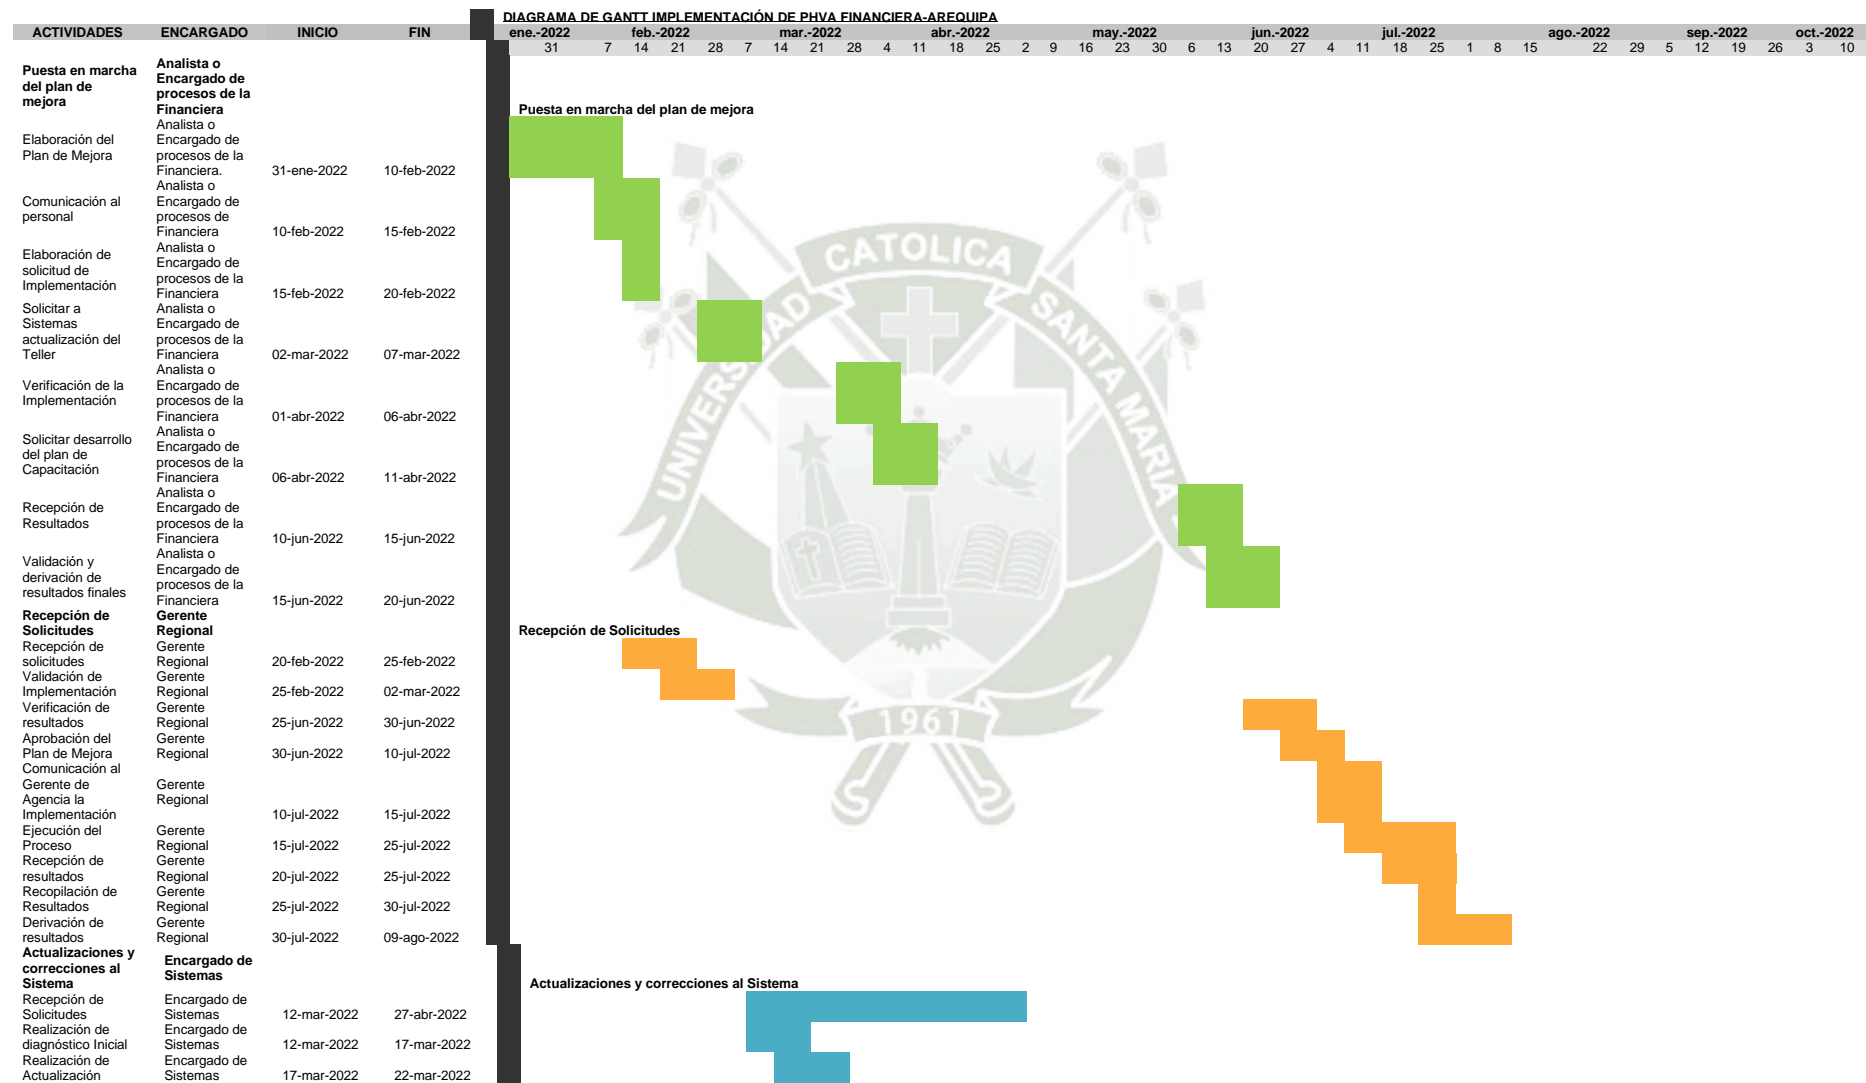 DIAGRAMA DE GANTT IMPLEMENTACIÓN DE PHVA FINANCIERA-AREQUIPA
ACTIVIDADES ENCARGADO INICIO FIN ene.-2022 feb.-2022 mar.-2022 abr.-2022 may.-2022 jun.-2022 jul.-2022 ago.-2022 sep.-2022 oct.-2022
31 7 14 21 28 7 14 21 28 4 11 18 25 2 9 16 23 30 6 13 20 27 4 11 18 25 1 8 15 22 29 5 12 19 26 3 10
Puesta en marcha
del plan de
mejora
Analista o
Encargado de
procesos de la
Financiera
Puesta en marcha del plan de mejora
Elaboración del
Plan de Mejora
Analista o
Encargado de
procesos de la
Financiera.
31-ene-2022 10-feb-2022
Comunicación al
personal
Analista o
Encargado de
procesos de
Financiera
10-feb-2022 15-feb-2022
Elaboración de
solicitud de
Implementación
Analista o
Encargado de
procesos de la
Financiera
15-feb-2022 20-feb-2022
Solicitar a
Sistemas
actualización del
Teller
Analista o
Encargado de
procesos de la
Financiera
02-mar-2022 07-mar-2022
Verificación de la
Implementación
Analista o
Encargado de
procesos de la
Financiera
01-abr-2022 06-abr-2022
Solicitar desarrollo
del plan de
Capacitación
Analista o
Encargado de
procesos de la
Financiera
06-abr-2022 11-abr-2022
Recepción de
Resultados
Analista o
Encargado de
procesos de la
Financiera
10-jun-2022 15-jun-2022
Validación y
derivación de
resultados finales
Analista o
Encargado de
procesos de la
Financiera
15-jun-2022 20-jun-2022
Recepción de
Solicitudes
Gerente
Regional
Recepción de Solicitudes
Recepción de
solicitudes
Gerente
Regional
20-feb-2022 25-feb-2022
Validación de
Implementación
Gerente
Regional
25-feb-2022 02-mar-2022
Verificación de
resultados
Gerente
Regional
25-jun-2022 30-jun-2022
Aprobación del
Plan de Mejora
Gerente
Regional
30-jun-2022 10-jul-2022
Comunicación al
Gerente de
Agencia la
Implementación
Gerente
Regional
10-jul-2022 15-jul-2022
Ejecución del
Proceso
Gerente
Regional
15-jul-2022 25-jul-2022
Recepción de
resultados
Gerente
Regional
20-jul-2022 25-jul-2022
Recopilación de
Resultados
Gerente
Regional
25-jul-2022 30-jul-2022
Derivación de
resultados
Gerente
Regional
30-jul-2022 09-ago-2022
Actualizaciones y
correcciones al
Sistema
Encargado de
Sistemas
Actualizaciones y correcciones al Sistema
Recepción de
Solicitudes
Encargado de
Sistemas
12-mar-2022 27-abr-2022
Realización de
diagnóstico Inicial
Encargado de
Sistemas
12-mar-2022 17-mar-2022
Realización de
Actualización
Encargado de
Sistemas
17-mar-2022 22-mar-2022
UNIVERSIDAD CATOLICA SANTA MARIA
1961